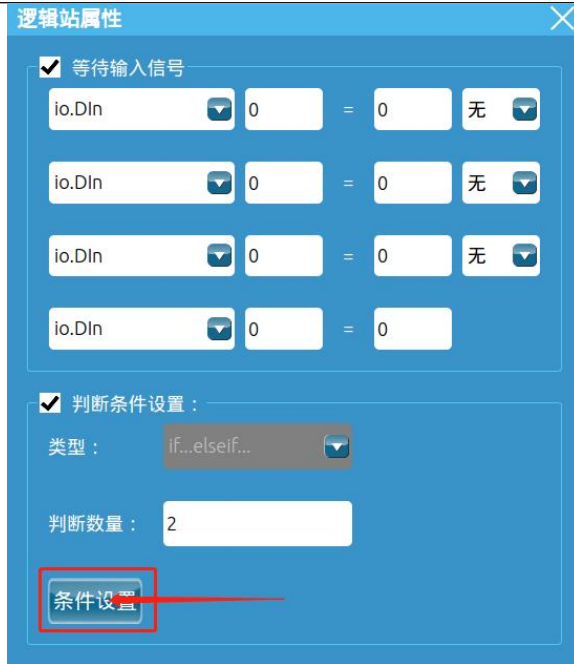 逻辑站属性
等待输入信号
io.DIn 0 = 0 无
io.DIn 0 = 0 无
io.DIn 0 = 0 无
io.DIn 0 = 0
判断条件设置：
类型： if...elseif...
判断数量： 2
条件设置